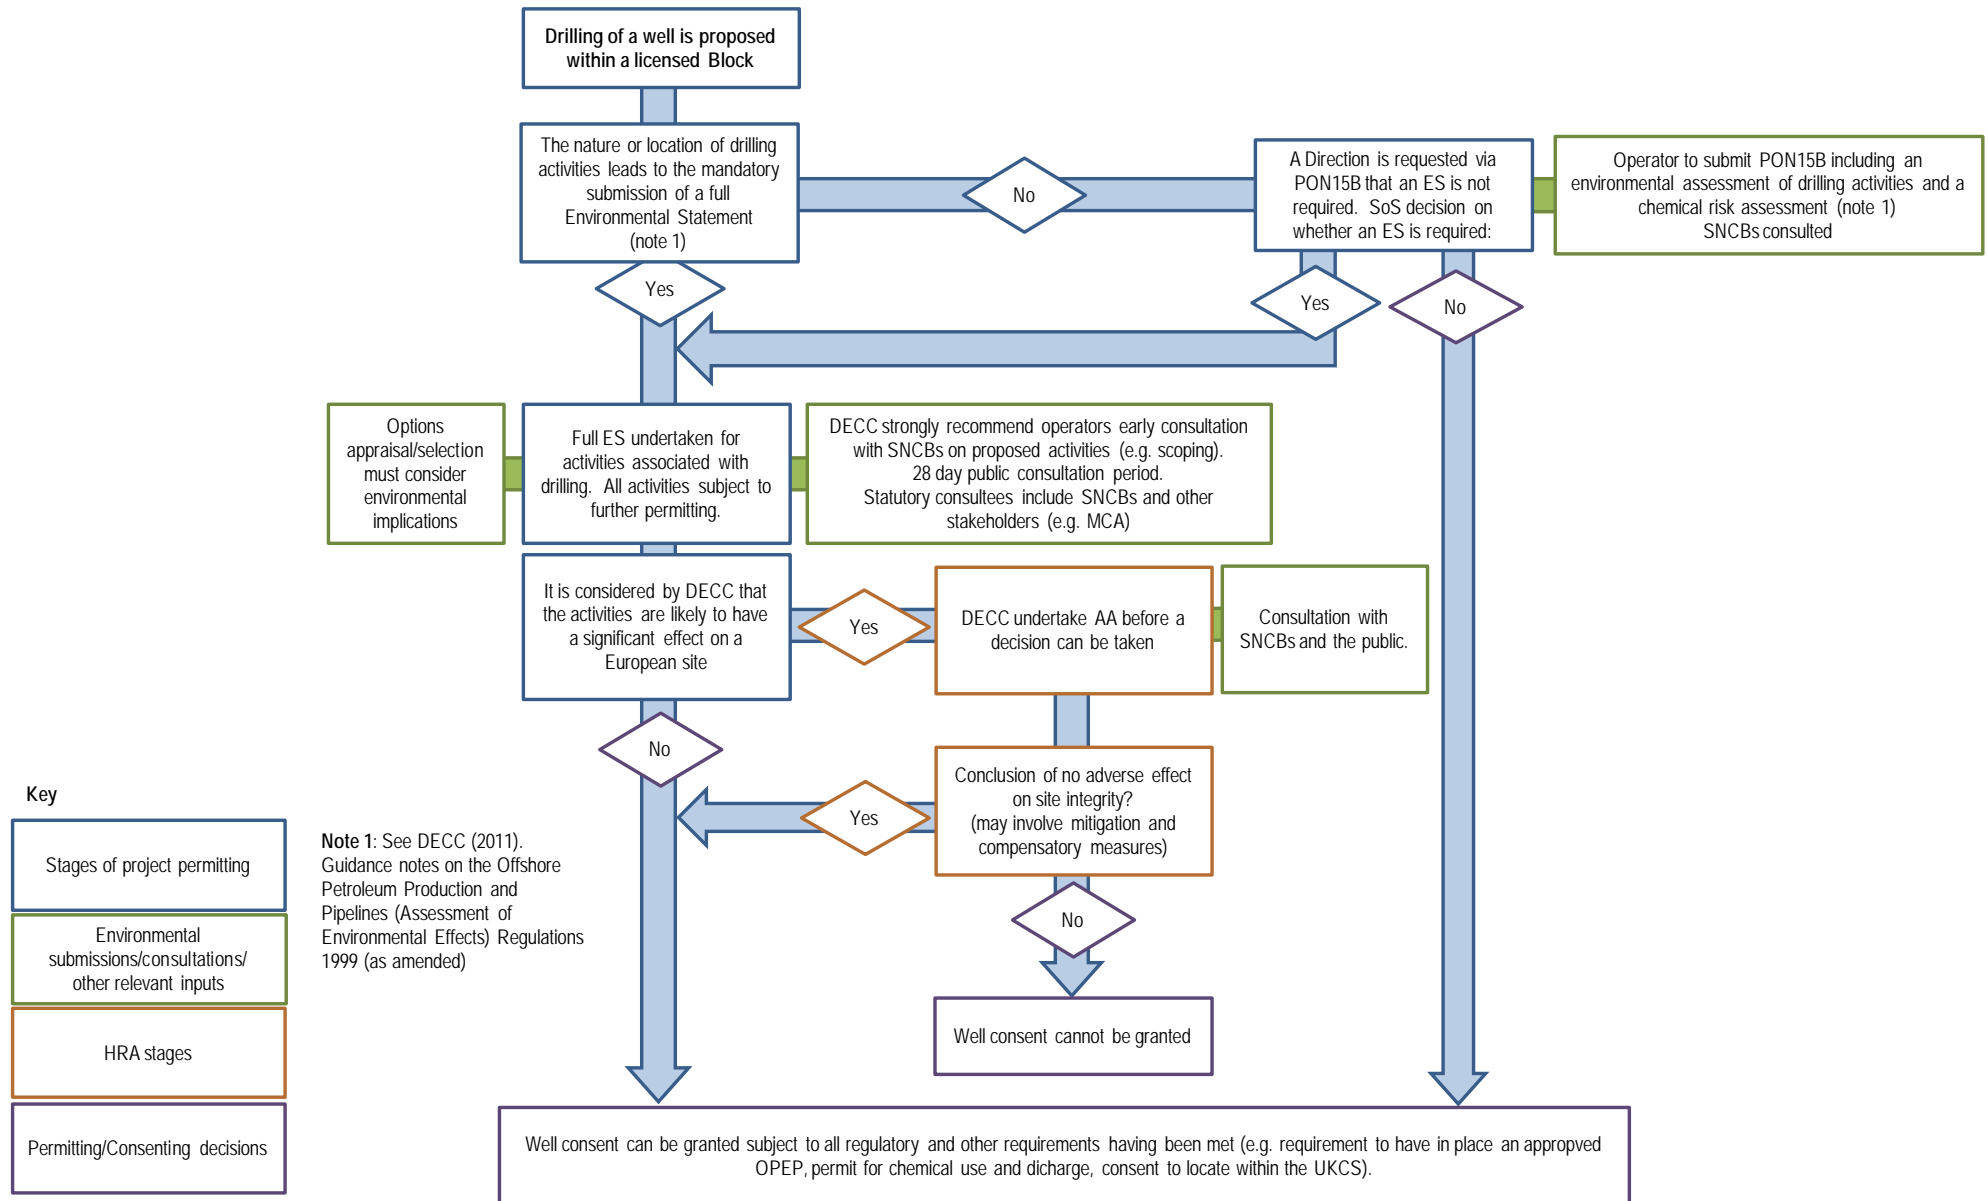 Drilling of a well is proposed
within a licensed Block
The nature or location of drilling
activities leads to the mandatory
submission of a full
Environmental Statement
(note 1)
No
A Direction is requested via
PON15B that an ES is not
required. SoS decision on
whether an ES is required:
Operator to submit PON15B including an
environmental assessment of drilling activities and a
chemical risk assessment (note 1)
SNCBs consulted
Yes
Yes
No
Options
appraisal/selection
must consider
environmental
implications
Full ES undertaken for
activities associated with
drilling. All activities subject to
further permitting.
DECC strongly recommend operators early consultation
with SNCBs on proposed activities (e.g. scoping).
28 day public consultation period.
Statutory consultees include SNCBs and other
stakeholders (e.g. MCA)
It is considered by DECC that
the activities are likely to have
a significant effect on a
European site
Yes
DECC undertake AA before a
decision can be taken
Consultation with
SNCBs and the public.
No
Conclusion of no adverse effect
on site integrity?
(may involve mitigation and
compensatory measures)
Yes
No
Well consent cannot be granted
Well consent can be granted subject to all regulatory and other requirements having been met (e.g. requirement to have in place an appropved
OPEP, permit for chemical use and dicharge, consent to locate within the UKCS).
Key
Stages of project permitting
Environmental
submissions/consultations/
other relevant inputs
HRA stages
Permitting/Consenting decisions
Note 1: See DECC (2011).
Guidance notes on the Offshore
Petroleum Production and
Pipelines (Assessment of
Environmental Effects) Regulations
1999 (as amended)